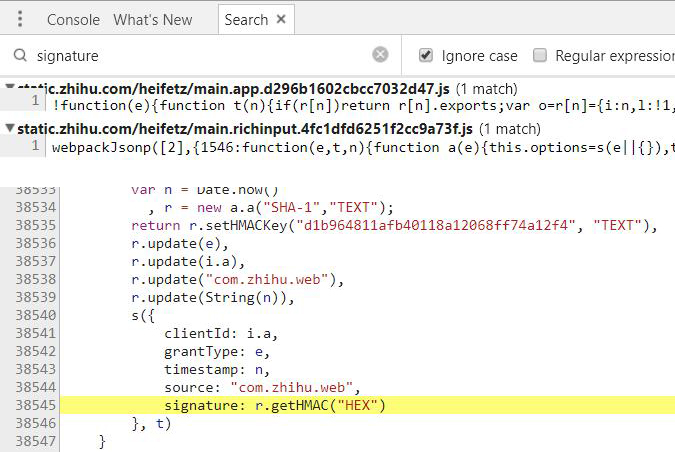 Console What's New Search ×
signature Ignore case Regular expression
static.zhihu.com/heifetz/main.app.d296b1602cbcc7032d47.js (1 match)
1 !function(e){function t(n){if(r[n])return r[n].exports;var o=r[n]={i:n,l:!1,
static.zhihu.com/heifetz/main.richinput.4fc1dfd6251f2cc9a73f.js (1 match)
1 webpackJsonp([2],{1546:function(e,t,n){function a(e){this.options=s(e||{}),t
38533 var n = Date.now()
38534 , r = new a.a("SHA-1","TEXT");
38535 return r.setHMACKey("d1b964811afb40118a12068ff74a12f4", "TEXT"),
38536 r.update(e),
38537 r.update(i.a),
38538 r.update("com.zhihu.web"),
38539 r.update(String(n)),
38540 s({
38541 clientId: i.a,
38542 grantType: e,
38543 timestamp: n,
38544 source: "com.zhihu.web",
38545 signature: r.getHMAC("HEX")
38546 }, t)
38547 }